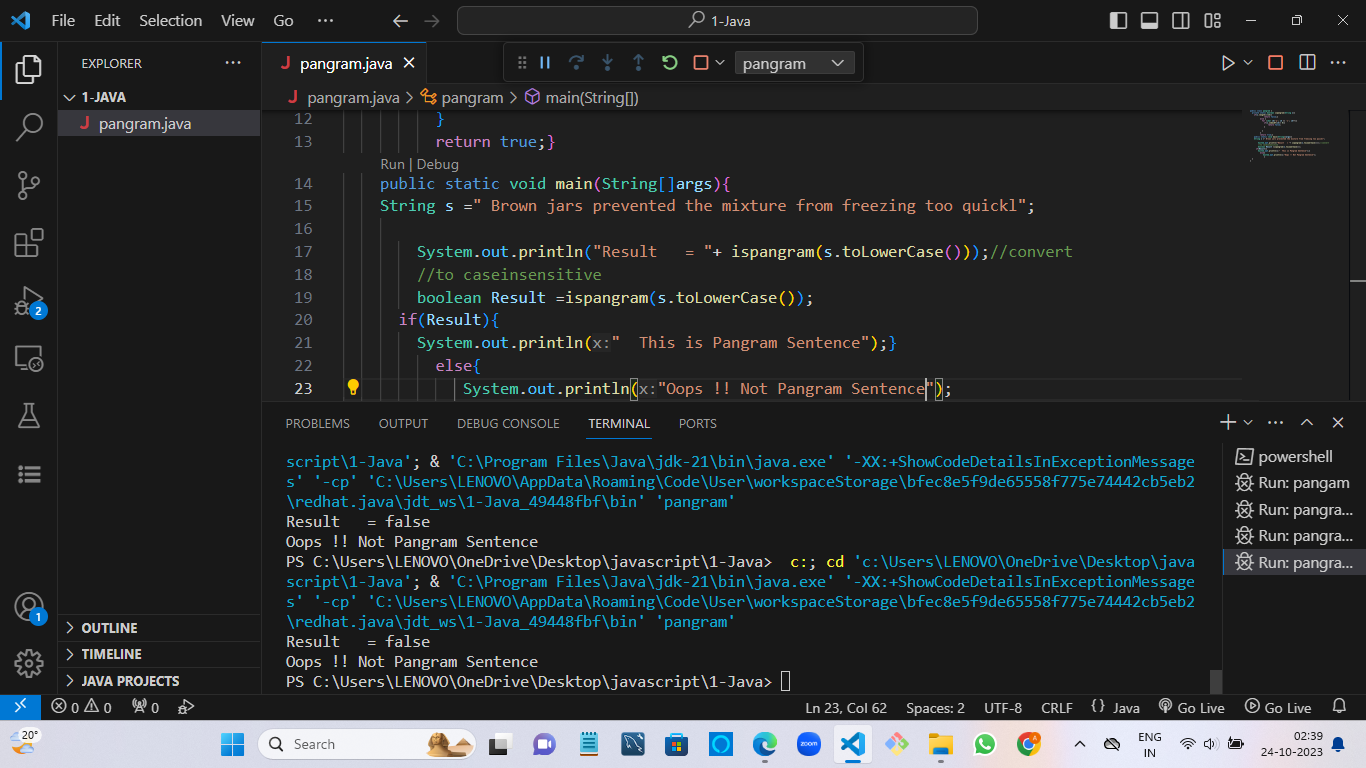 File Edit Selection View Go ··· 1-Java
EXPLORER ···
1-JAVA
pangram.java
OUTLINE
TIMELINE
JAVA PROJECTS
pangram.java
pangram
pangram.java > pangram > main(String[])
12 }
13 return true;}
Run | Debug
14 public static void main(String[]args){
15 String s =" Brown jars prevented the mixture from freezing too quickl";
16
17 System.out.println("Result   = "+ ispangram(s.toLowerCase()));//convert
18 //to caseinsensitive
19 boolean Result =ispangram(s.toLowerCase());
20 if(Result){
21 System.out.println(x:"  This is Pangram Sentence");}
22 else{
23 System.out.println(x:"Oops !! Not Pangram Sentence");
PROBLEMS OUTPUT DEBUG CONSOLE TERMINAL PORTS
script\1-Java'; & 'C:\Program Files\Java\jdk-21\bin\java.exe' '-XX:+ShowCodeDetailsInExceptionMessage
s' '-cp' 'C:\Users\LENOVO\AppData\Roaming\Code\User\workspaceStorage\bfec8e5f9de65558f775e74442cb5eb2
\redhat.java\jdt_ws\1-Java_49448fbf\bin' 'pangram'
Result   = false
Oops !! Not Pangram Sentence
PS C:\Users\LENOVO\OneDrive\Desktop\javascript\1-Java>  c:; cd 'c:\Users\LENOVO\OneDrive\Desktop\java
script\1-Java'; & 'C:\Program Files\Java\jdk-21\bin\java.exe' '-XX:+ShowCodeDetailsInExceptionMessage
s' '-cp' 'C:\Users\LENOVO\AppData\Roaming\Code\User\workspaceStorage\bfec8e5f9de65558f775e74442cb5eb2
\redhat.java\jdt_ws\1-Java_49448fbf\bin' 'pangram'
Result   = false
Oops !! Not Pangram Sentence
PS C:\Users\LENOVO\OneDrive\Desktop\javascript\1-Java>
powershell
Run: pangam
Run: pangra...
Run: pangra...
Run: pangra...
2
1
0 0 0 Ln 23, Col 62 Spaces: 2 UTF-8 CRLF {} Java Go Live Go Live
20° Search zoom ENG 02:39
IN 24-10-2023